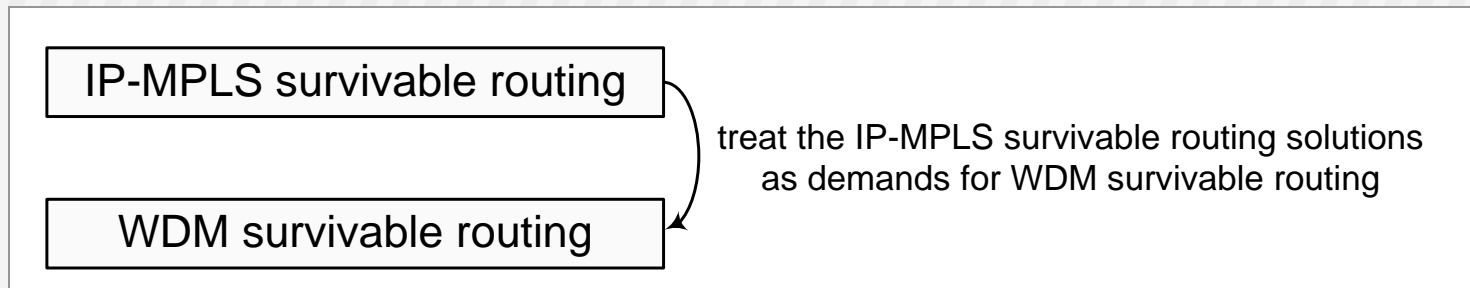 IP-MPLS survivable routing
treat the IP-MPLS survivable routing solutions
as demands for WDM survivable routing
WDM survivable routing